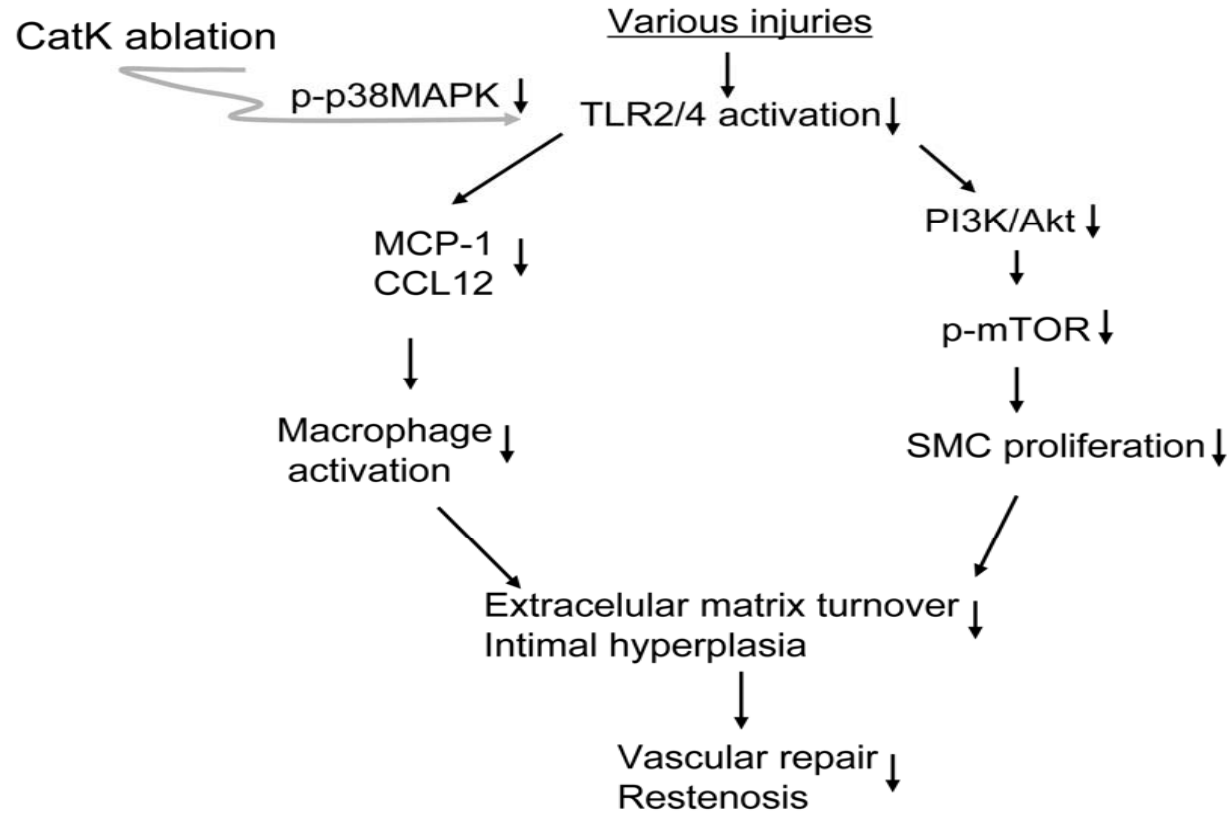 CatK ablation
Various injuries
p-p38MAPK ↓
TLR2/4 activation ↓
MCP-1 ↓
CCL12
PI3K/Akt ↓
p-mTOR ↓
Macrophage ↓
activation
SMC proliferation ↓
Extracelular matrix turnover ↓
Intimal hyperplasia
Vascular repair ↓
Restenosis